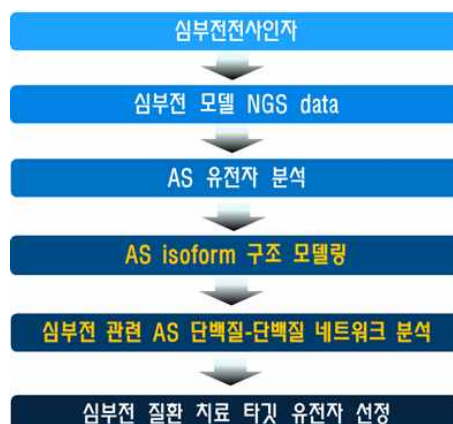 심부전전사인자
심부전 모델 NGS data
AS 유전자 분석
AS isoform 구조 모델링
심부전 관련 AS 단백질-단백질 네트워크 분석
심부전 질환 치료 타깃 유전자 선정